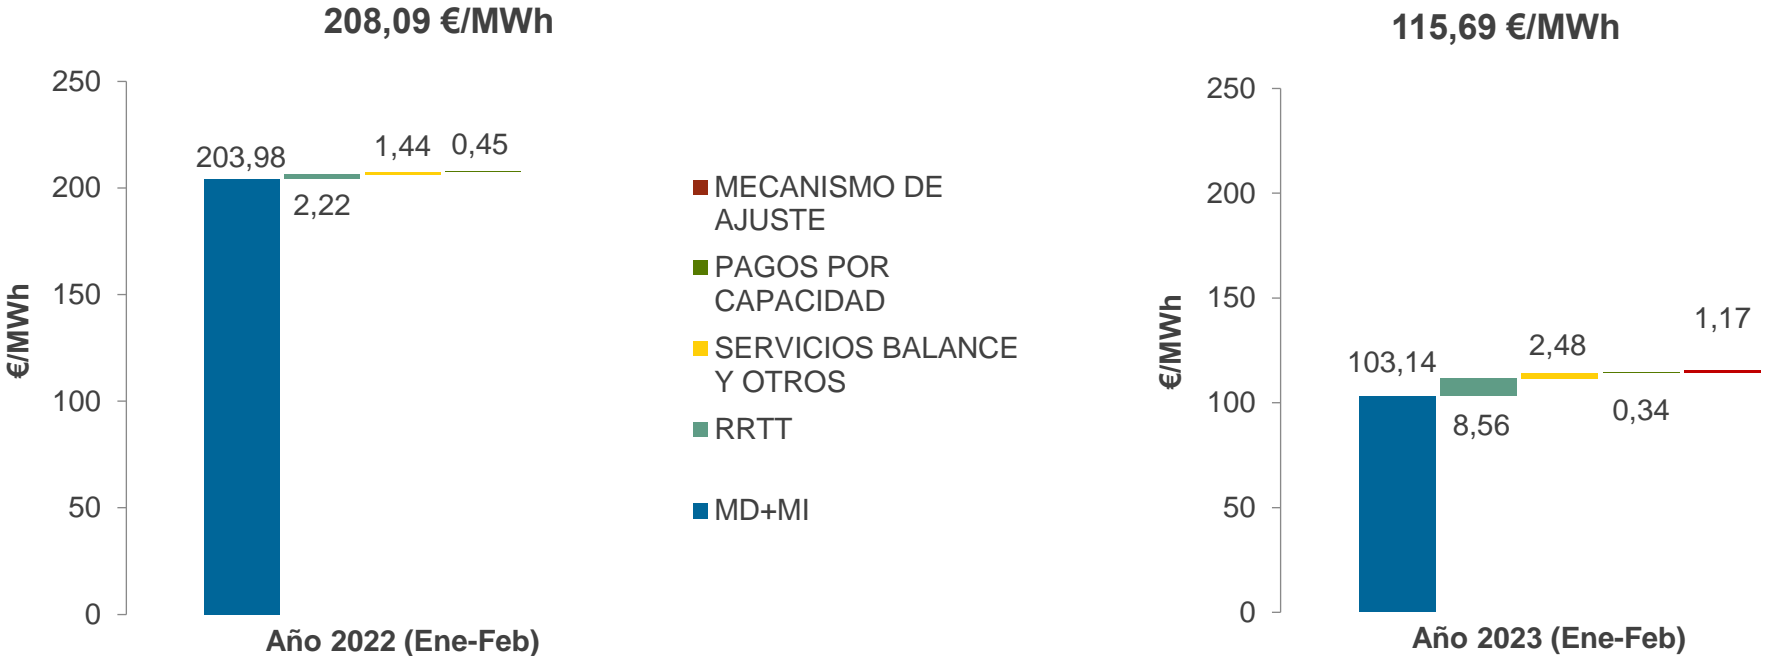 208,09 €/MWh
250
200
150
100
50
0
€/MWh
203,98
2,22
1,44
0,45
Año 2022 (Ene-Feb)
MECANISMO DE
AJUSTE
PAGOS POR
CAPACIDAD
SERVICIOS BALANCE
Y OTROS
RRTT
MD+MI
115,69 €/MWh
250
200
150
100
50
0
€/MWh
103,14
8,56
2,48
0,34
1,17
Año 2023 (Ene-Feb)